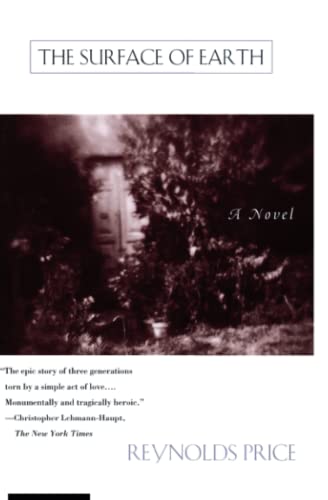 THE SURFACE OF EARTH
A Novel
"The epic story of three generations
torn by a simple act of love....
Monumentally and tragically heroic."
—Christopher Lehmann-Haupt,
The New York Times
REYNOLDS PRICE